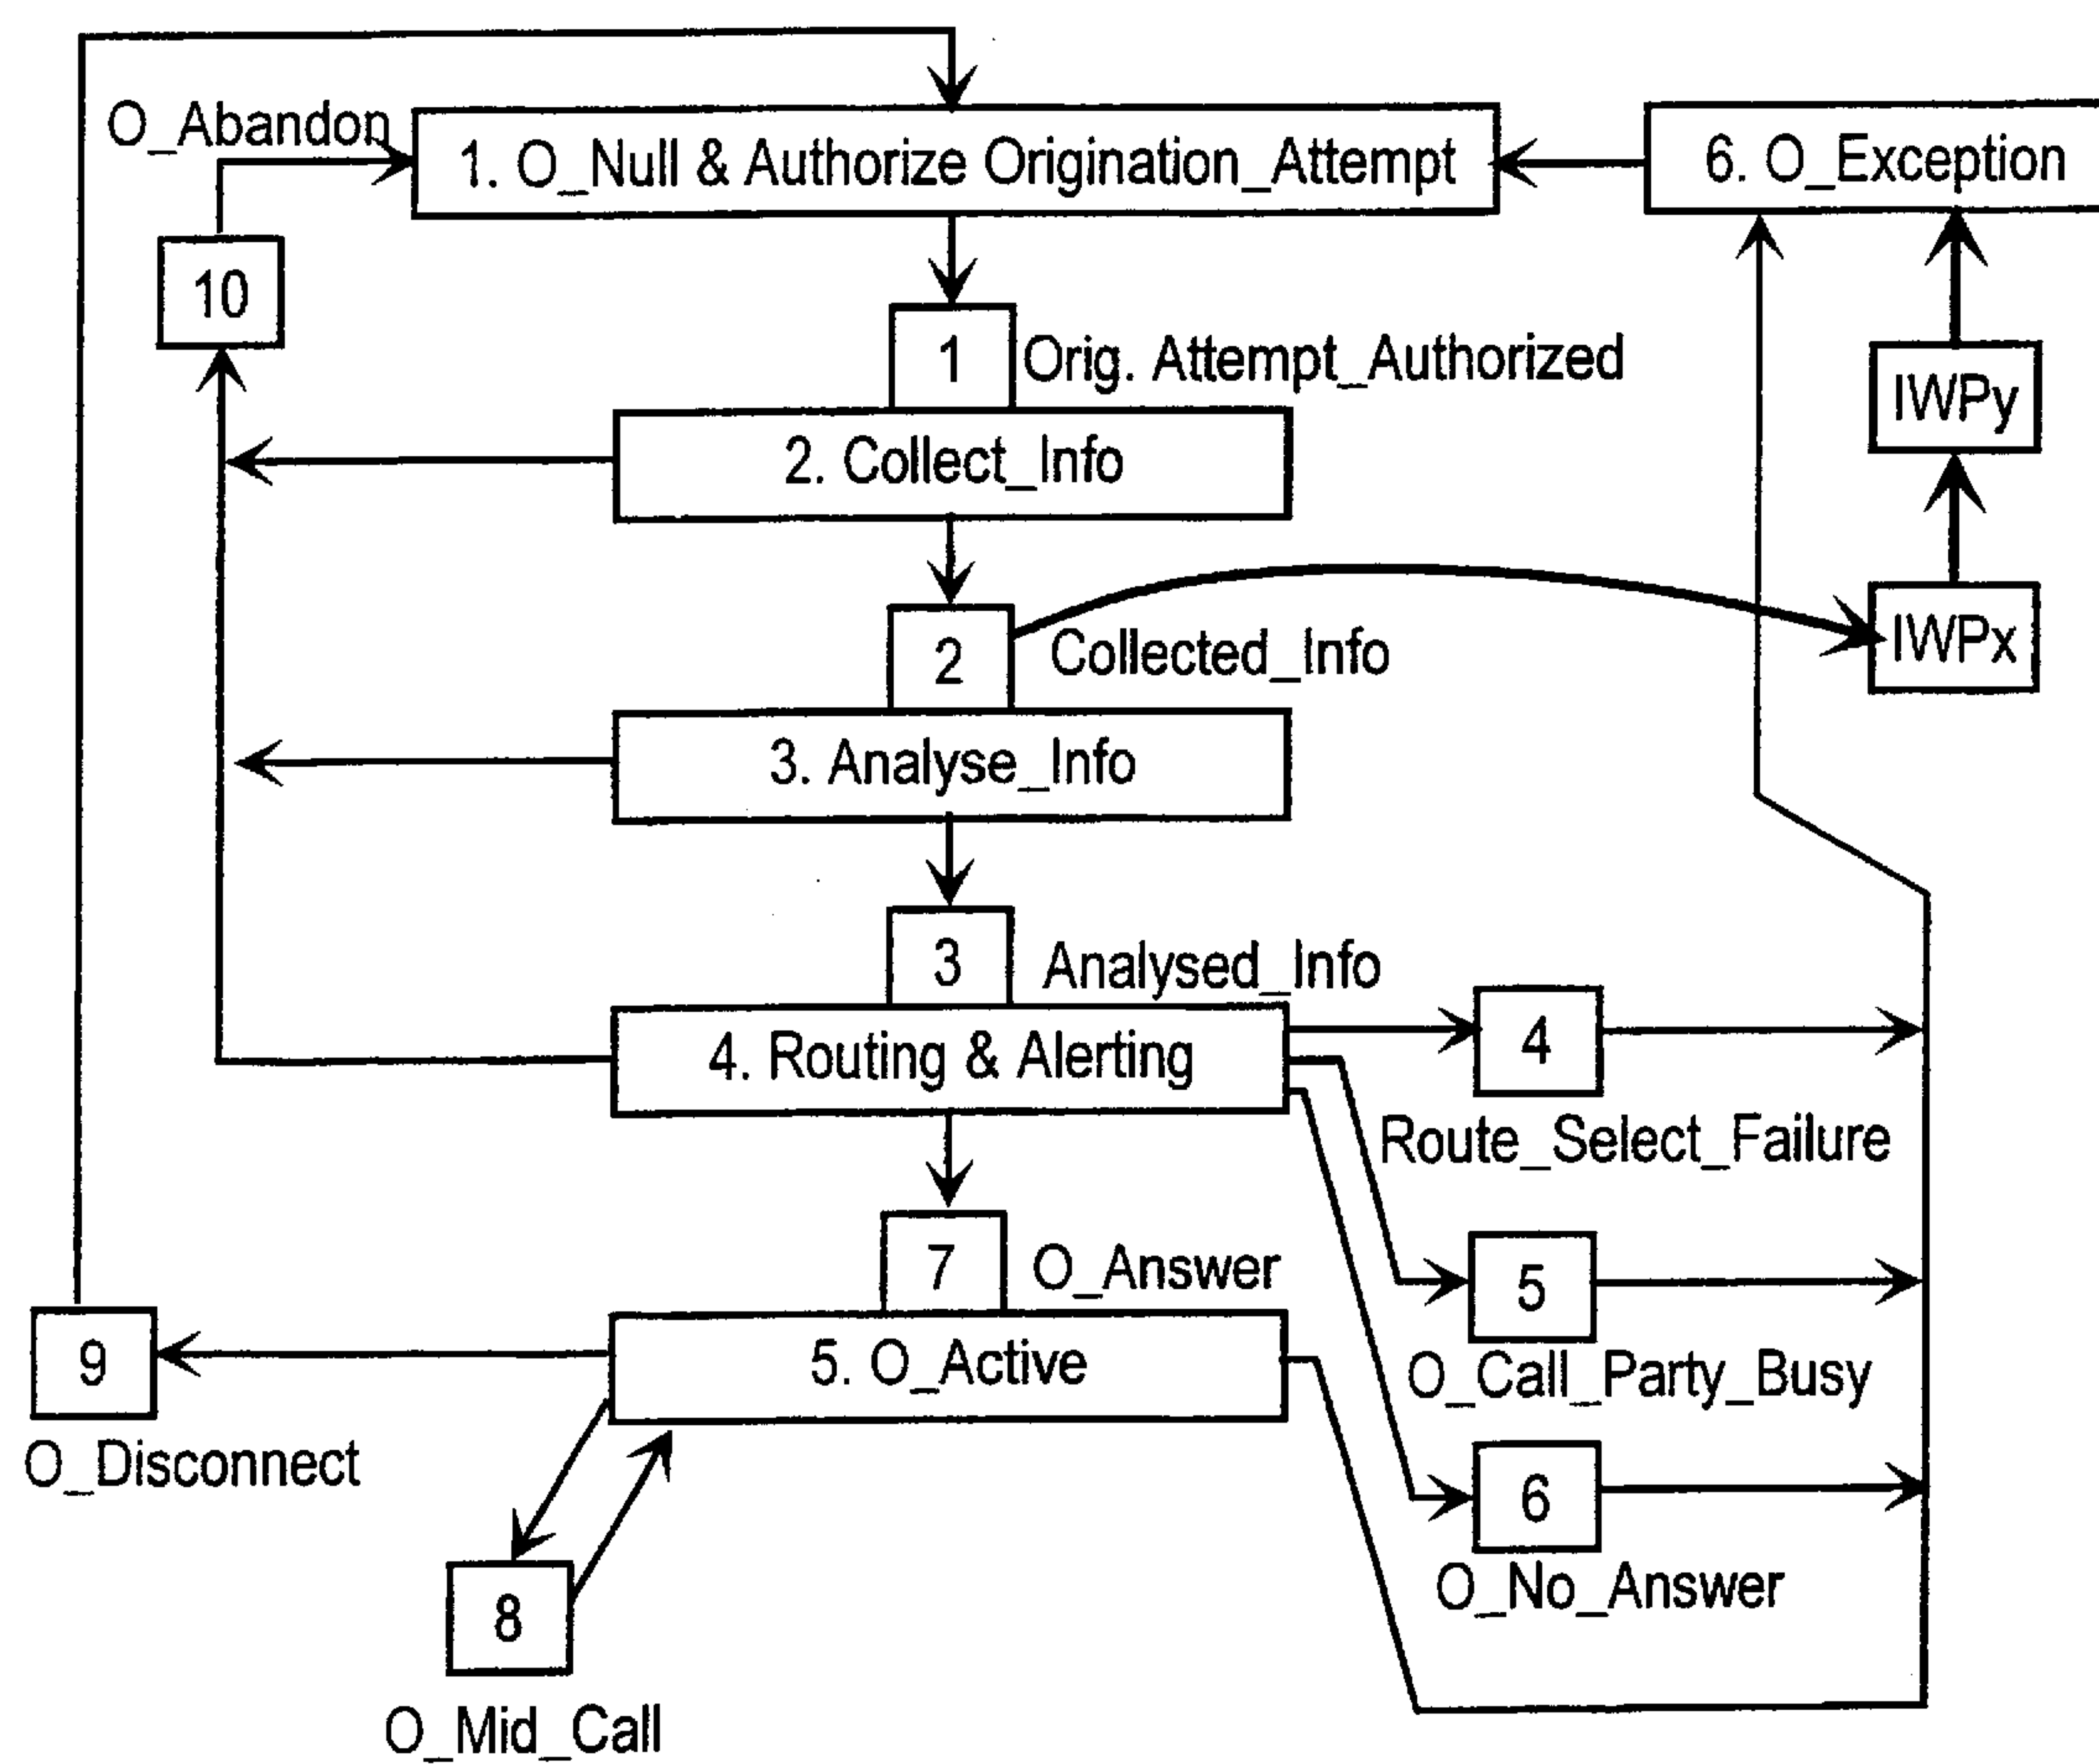 O_Abandon
1. O_Null & Authorize Origination_Attempt
6. O_Exception
10
1
Orig. Attempt_Authorized
IWPy
2. Collect_Info
2
Collected_Info
IWPx
3. Analyse_Info
3
Analysed_Info
4
4. Routing & Alerting
Route_Select_Failure
7
O_Answer
5
9
5. O_Active
O_Call_Party_Busy
O_Disconnect
6
O_No_Answer
8
O_Mid_Call